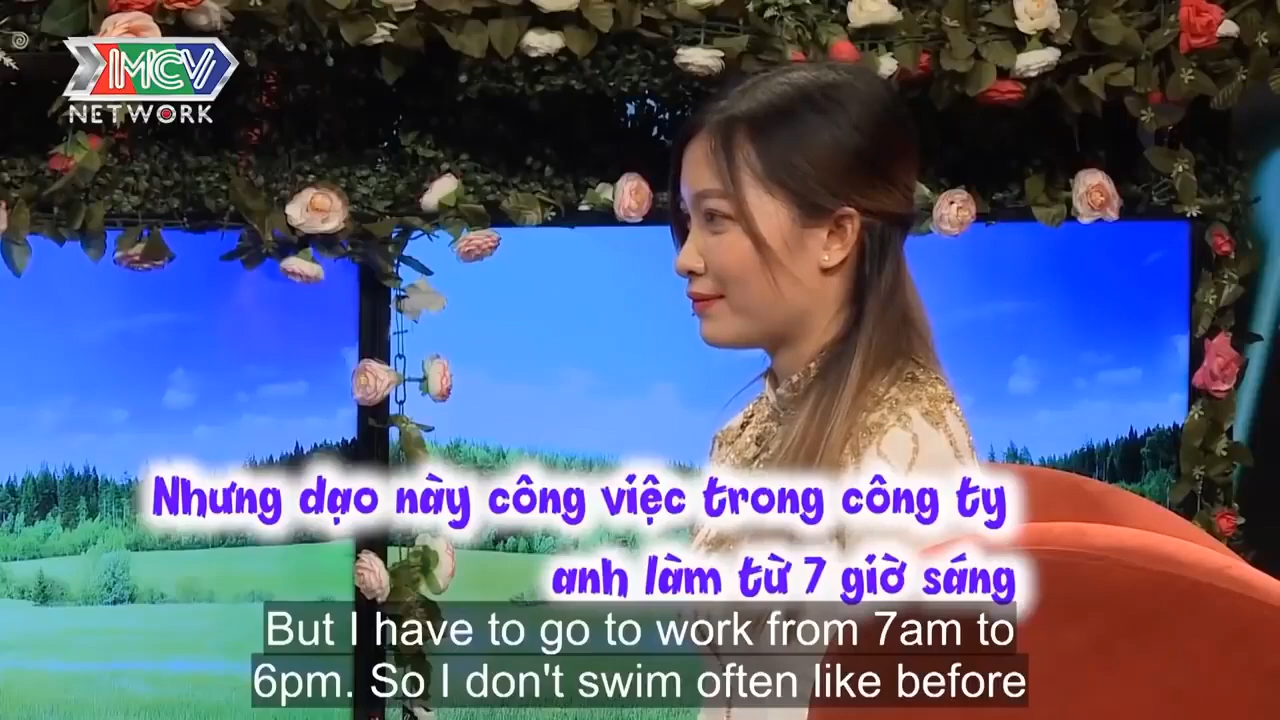 MCV
NETWORK
Nhưng dạo này công việc trong công ty
anh làm từ 7 giờ sáng
But I have to go to work from 7am to
6pm. So I don't swim often like before